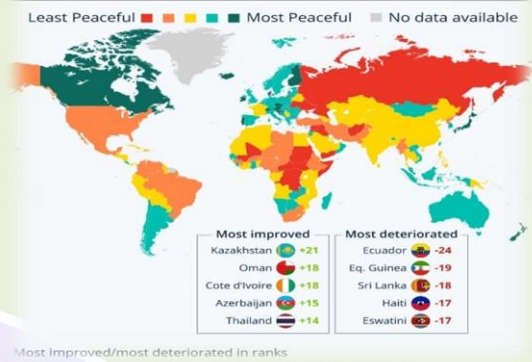 Least Peaceful Most Peaceful No data available
Most improved
Kazakhstan +21
Oman +18
Cote d'Ivoire +18
Azerbaijan +15
Thailand +14
Most deteriorated
Ecuador -24
Eq. Guinea -19
Sri Lanka -18
Haiti -17
Eswatini -17
Most improved/most deteriorated in ranks